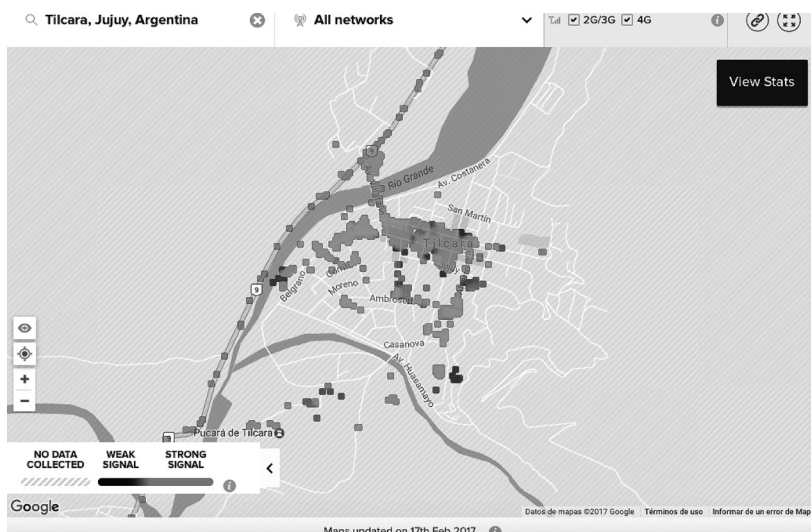 Tilcara, Jujuy, Argentina
All networks
2G/3G
4G
View Stats
9
Río Grande
Av. Costanera
San Martín
Tilcara
Belgrano
Moreno
9
Casanova
Av. Huasamayo
Pucará de Tilcara
NO DATA COLLECTED
WEAK SIGNAL
STRONG SIGNAL
Google
Datos de mapas ©2017 Google
Términos de uso
Informar de un error de Map
Maps updated on 17th Feb 2017